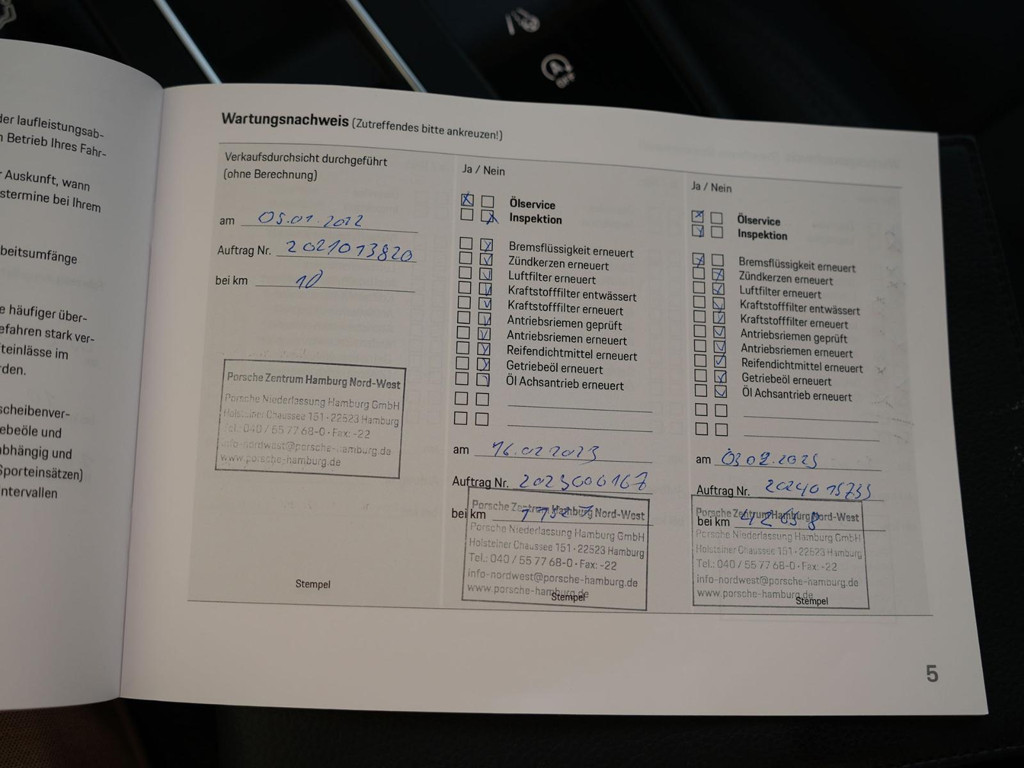 der laufleistungsab-
n Betrieb Ihres Fahr-
Auskunft, wann
stermine bei Ihrem
beitsumfänge
e häufiger über-
efahren stark ver-
teinlässe im
rden.
scheibenver-
ebeöle und
abhängig und
Sporteinsätzen)
ntervallen
Wartungsnachweis (Zutreffendes bitte ankreuzen!)
Verkaufsdurchsicht durchgeführt
(ohne Berechnung)
am 05.01.2022
Auftrag Nr. 2021013820
bei km 10
Porsche Zentrum Hamburg Nord-West
Porsche Niederlassung Hamburg GmbH
Holsteiner Chaussee 151 - 22523 Hamburg
Tel.: 040 / 55 77 68-0 · Fax: -22
info-nordwest@porsche-hamburg.de
www.porsche-hamburg.de
Stempel
Ja / Nein
Ölservice
Inspektion
Bremsflüssigkeit erneuert
Zündkerzen erneuert
Luftfilter erneuert
Kraftstofffilter entwässert
Kraftstofffilter erneuert
Antriebsriemen geprüft
Antriebsriemen erneuert
Reifendichtmittel erneuert
Getriebeöl erneuert
Öl Achsantrieb erneuert
am 16.02.2023
Auftrag Nr. 2023000167
bei km
Porsche Zentrum Hamburg Nord-West
Porsche Niederlassung Hamburg GmbH
Holsteiner Chaussee 151 - 22523 Hamburg
Tel.: 040 / 55 77 68-0 · Fax: -22
info-nordwest@porsche-hamburg.de
www.porsche-hamburg.de
Stempel
Ja / Nein
Ölservice
Inspektion
Bremsflüssigkeit erneuert
Zündkerzen erneuert
Luftfilter erneuert
Kraftstofffilter entwässert
Kraftstofffilter erneuert
Antriebsriemen geprüft
Antriebsriemen erneuert
Reifendichtmittel erneuert
Getriebeöl erneuert
Öl Achsantrieb erneuert
am
Auftrag Nr. 2024015735
bei km
Porsche Zentrum Hamburg Nord-West
Porsche Niederlassung Hamburg GmbH
Holsteiner Chaussee 151 - 22523 Hamburg
Tel.: 040 / 55 77 68-0 · Fax: -22
info-nordwest@porsche-hamburg.de
www.porsche-hamburg.de
Stempel
5